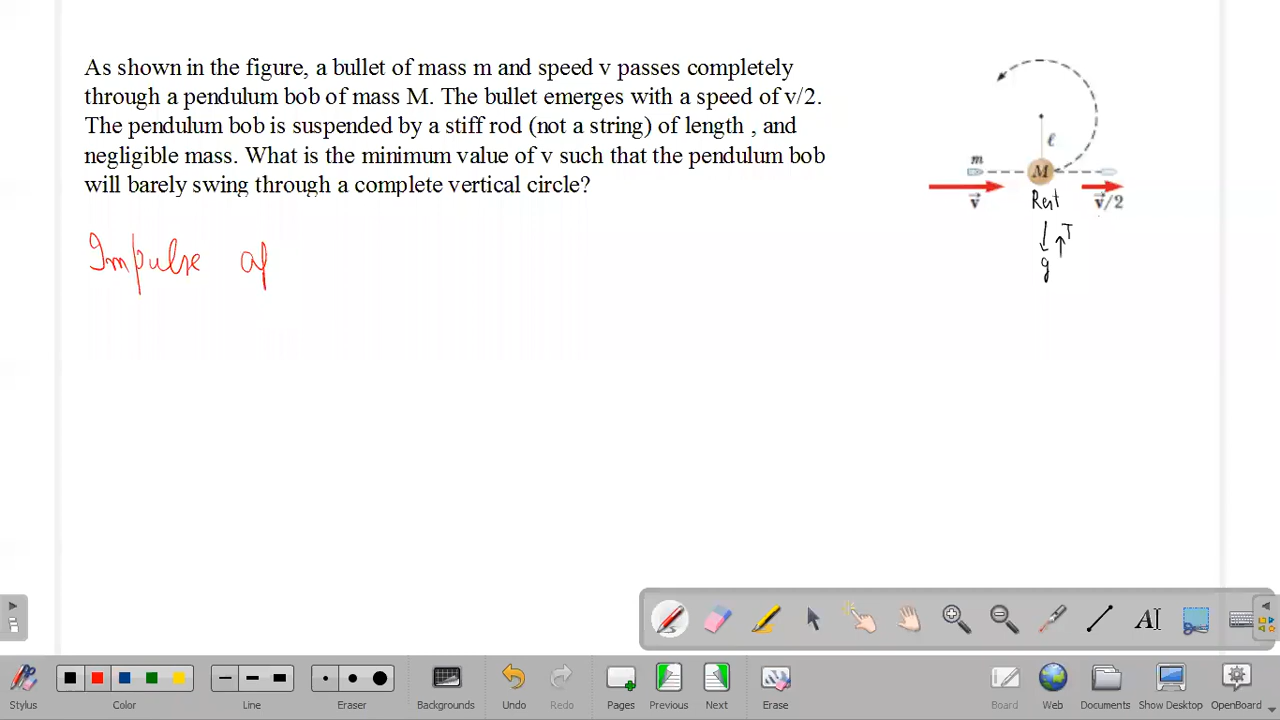 As shown in the figure, a bullet of mass m and speed v passes completely
through a pendulum bob of mass M. The bullet emerges with a speed of v/2.
The pendulum bob is suspended by a stiff rod (not a string) of length , and
negligible mass. What is the minimum value of v such that the pendulum bob
will barely swing through a complete vertical circle?
ℓ
m
M
v
v/2
Rest
T
g
Impulse of
AI
Stylus
Color
Line
Eraser
Backgrounds
Undo
Redo
Pages
Previous
Next
Erase
Board
Web
Documents
Show Desktop
OpenBoard